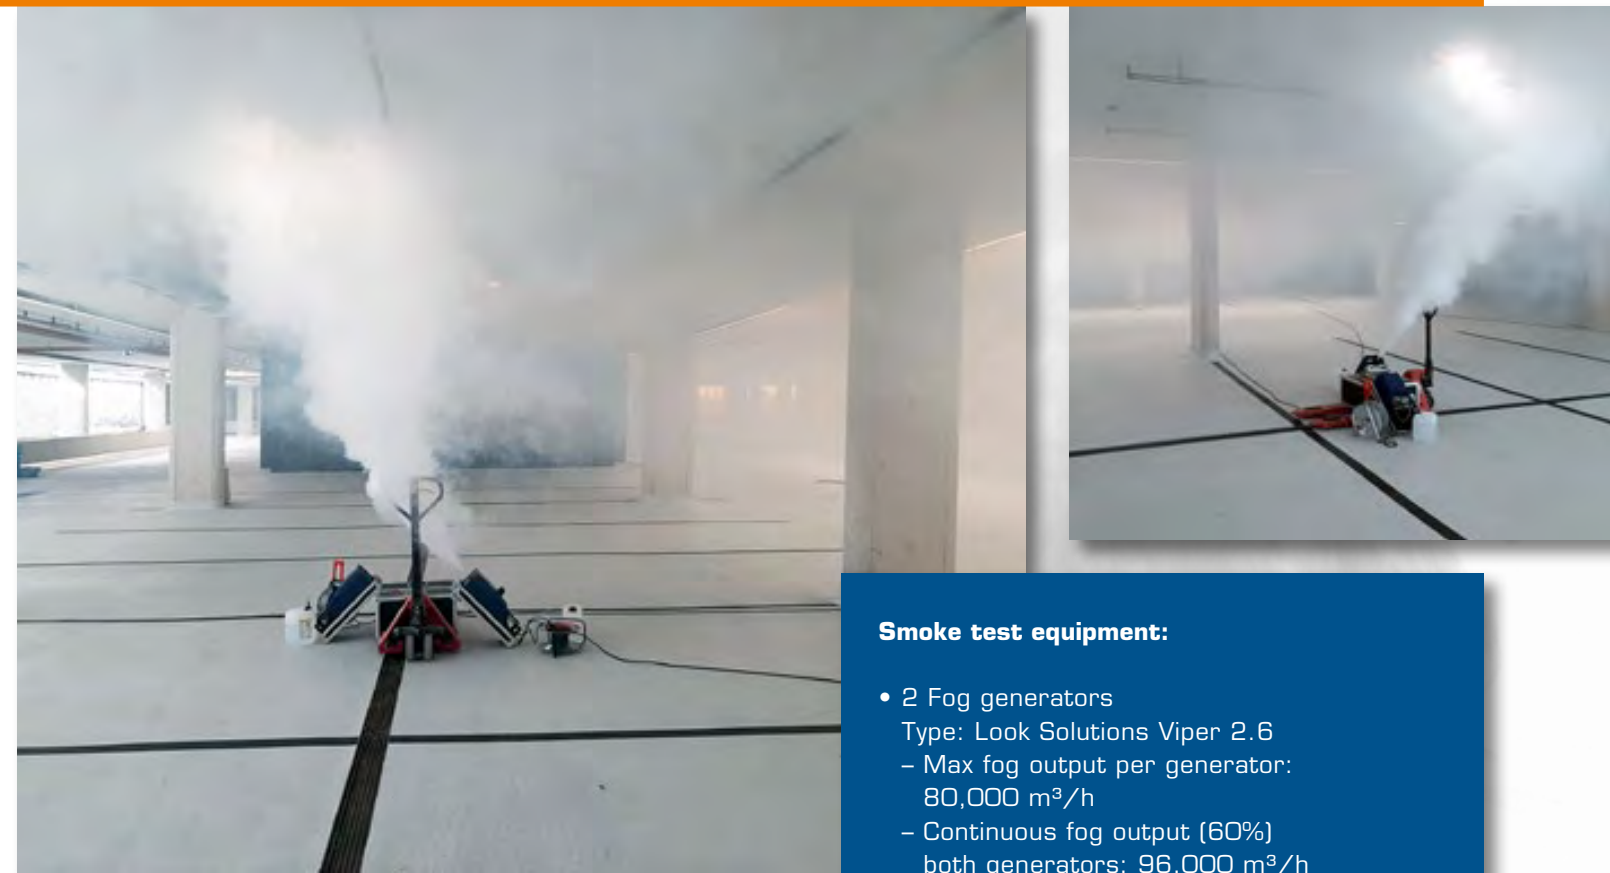 Smoke test equipment:
• 2 Fog generators
Type: Look Solutions Viper 2.6
– Max fog output per generator:
80,000 m³/h
– Continuous fog output (60%)
both generators: 96,000 m³/h